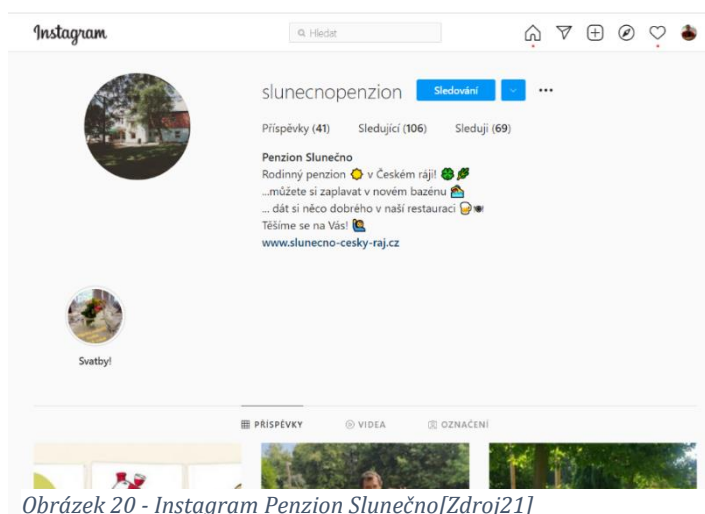 Instagram
Hledat
slunecnopenzion Sledování
Příspěvky (41) Sledující (106) Sleduji (69)
Penzion Slunečno
Rodinný penzion 🌞 v Českém ráji! 🍀🌶
...můžete si zaplavat v novém bazénu 🏊
... dát si něco dobrého v naší restauraci 🍺🍽
Těšíme se na Vás! 🙋
www.slunecno-cesky-raj.cz
Svatby!
PŘÍSPĚVKY VIDEA OZNAČENÍ
Obrázek 20 - Instagram Penzion Slunečno[Zdroj21]